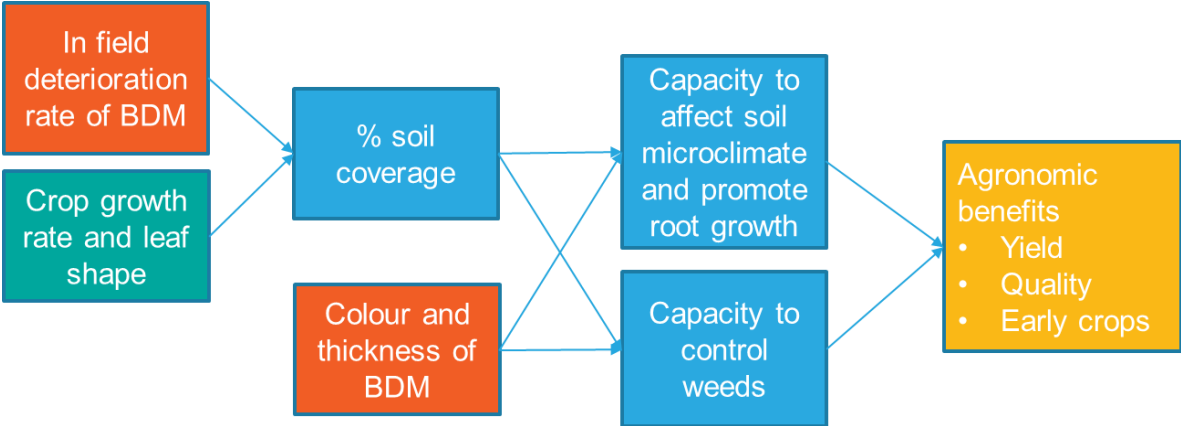 In field
deterioration
rate of BDM
Crop growth
rate and leaf
shape
% soil
coverage
Colour and
thickness of
BDM
Capacity to
affect soil
microclimate
and promote
root growth
Capacity to
control
weeds
Agronomic
benefits
• Yield
• Quality
• Early crops